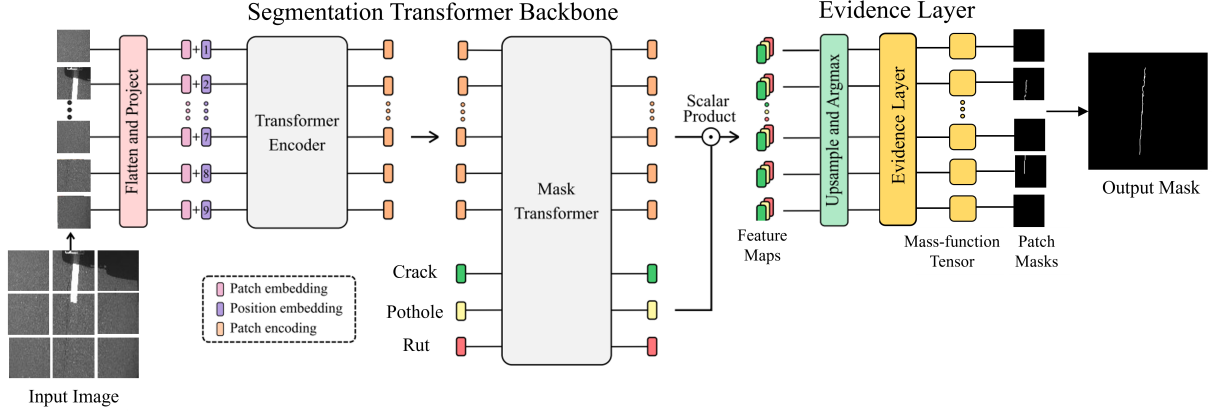 Segmentation Transformer Backbone
Evidence Layer
Flatten and Project
+ 1
+ 2
+ 7
+ 8
+ 9
Transformer
Encoder
Mask
Transformer
Scalar
Product
Upsample and Argmax
Evidence Layer
Output Mask
Feature
Maps
Mass-function
Tensor
Patch
Masks
Crack
Pothole
Rut
Patch embedding
Position embedding
Patch encoding
Input Image